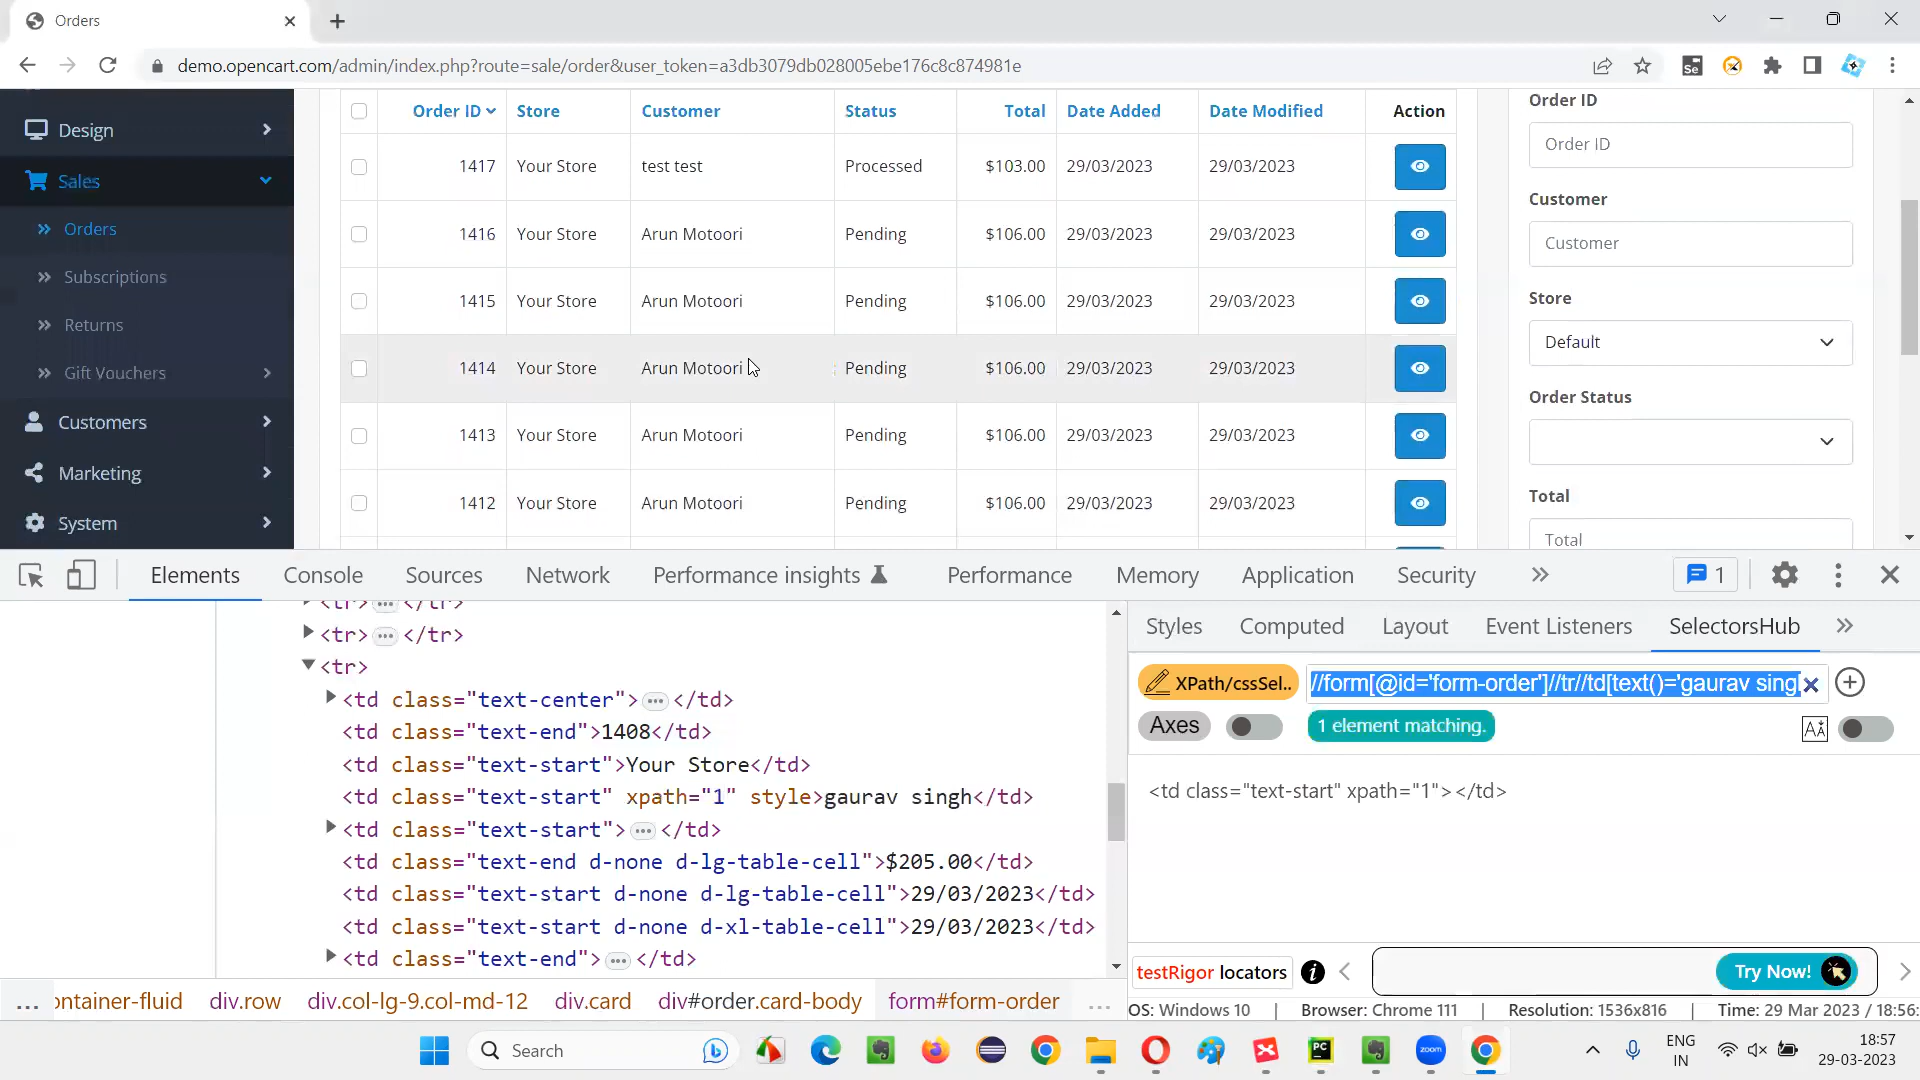 Orders
demo.opencart.com/admin/index.php?route=sale/order&user_token=a3db3079db028005ebe176c8c874981e
Design
Sales
Orders
Subscriptions
Returns
Gift Vouchers
Customers
Marketing
System
Order ID Store Customer Status Total Date Added Date Modified Action
1417 Your Store test test Processed $103.00 29/03/2023 29/03/2023
1416 Your Store Arun Motoori Pending $106.00 29/03/2023 29/03/2023
1415 Your Store Arun Motoori Pending $106.00 29/03/2023 29/03/2023
1414 Your Store Arun Motoori Pending $106.00 29/03/2023 29/03/2023
1413 Your Store Arun Motoori Pending $106.00 29/03/2023 29/03/2023
1412 Your Store Arun Motoori Pending $106.00 29/03/2023 29/03/2023
Order ID
Order ID
Customer
Customer
Store
Default
Order Status
Total
Total
Elements Console Sources Network Performance insights Performance Memory Application Security 1
<tr> … </tr>
<tr> … </tr>
<tr>
<td class="text-center"> … </td>
<td class="text-end">1408</td>
<td class="text-start">Your Store</td>
<td class="text-start" xpath="1" style>gaurav singh</td>
<td class="text-start"> … </td>
<td class="text-end d-none d-lg-table-cell">$205.00</td>
<td class="text-start d-none d-lg-table-cell">29/03/2023</td>
<td class="text-start d-none d-xl-table-cell">29/03/2023</td>
<td class="text-end"> … </td>
... ontainer-fluid div.row div.col-lg-9.col-md-12 div.card div#order.card-body form#form-order ...
Styles Computed Layout Event Listeners SelectorsHub
XPath/cssSel.. //form[@id='form-order']//tr//td[text()='gaurav sing
Axes 1 element matching.
<td class="text-start" xpath="1"></td>
testRigor locators Try Now!
OS: Windows 10 | Browser: Chrome 111 | Resolution: 1536x816 | Time: 29 Mar 2023 / 18:56:
Search
zoom
ENG
IN
18:57
29-03-2023